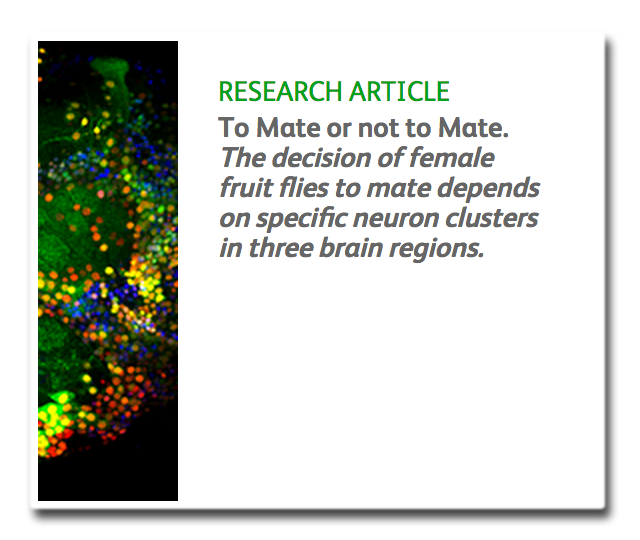 RESEARCH ARTICLE
To Mate or not to Mate.
The decision of female
fruit flies to mate depends
on specific neuron clusters
in three brain regions.